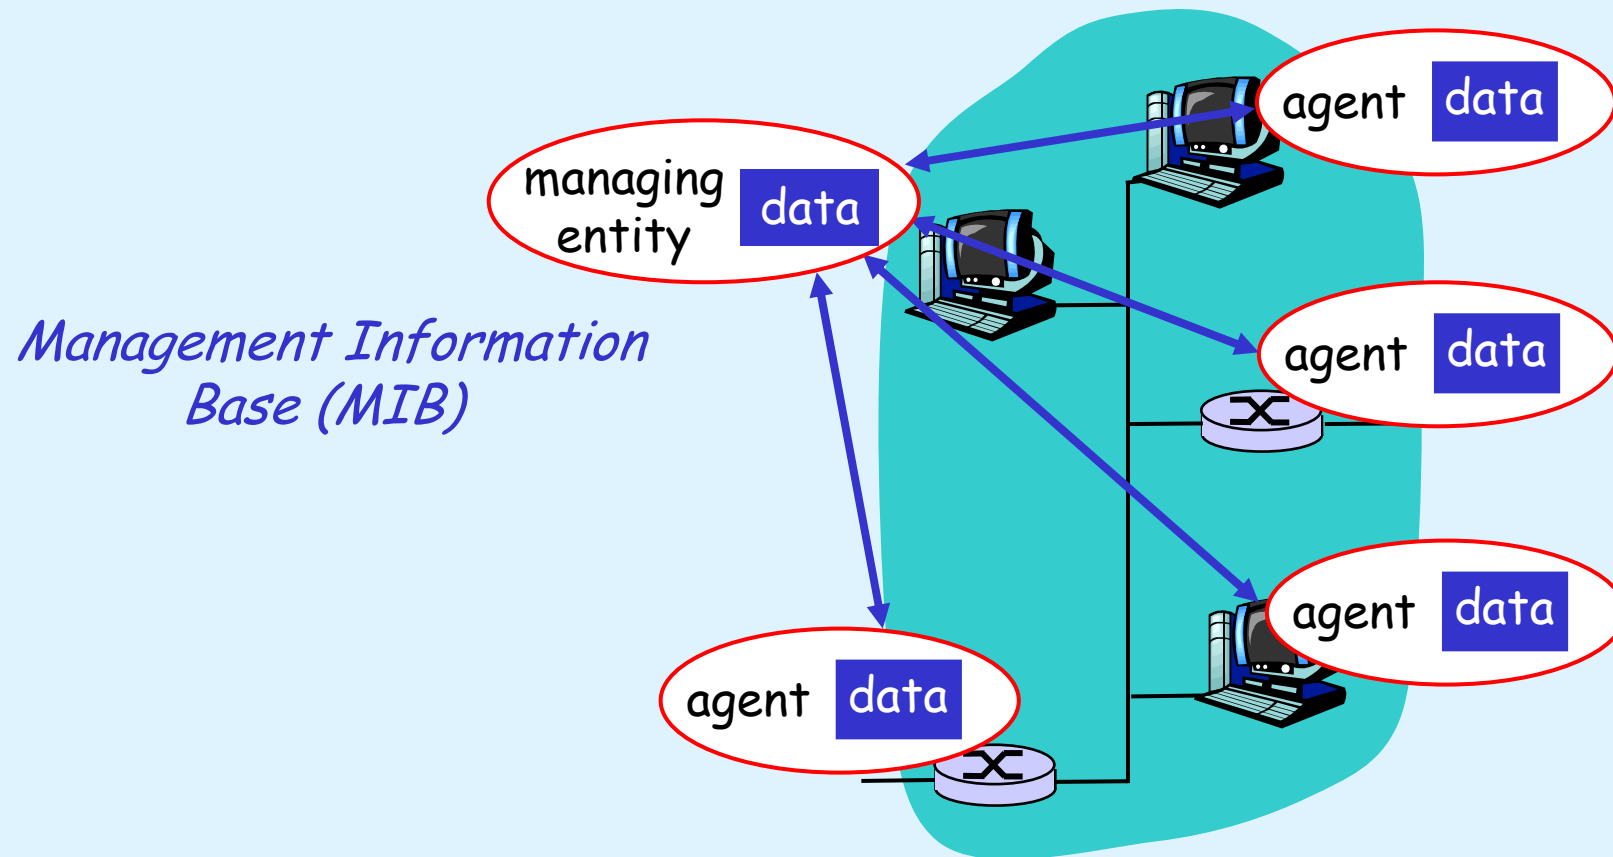 agent data
managing
entity
data
Management Information
Base (MIB)
agent data
agent data
agent data